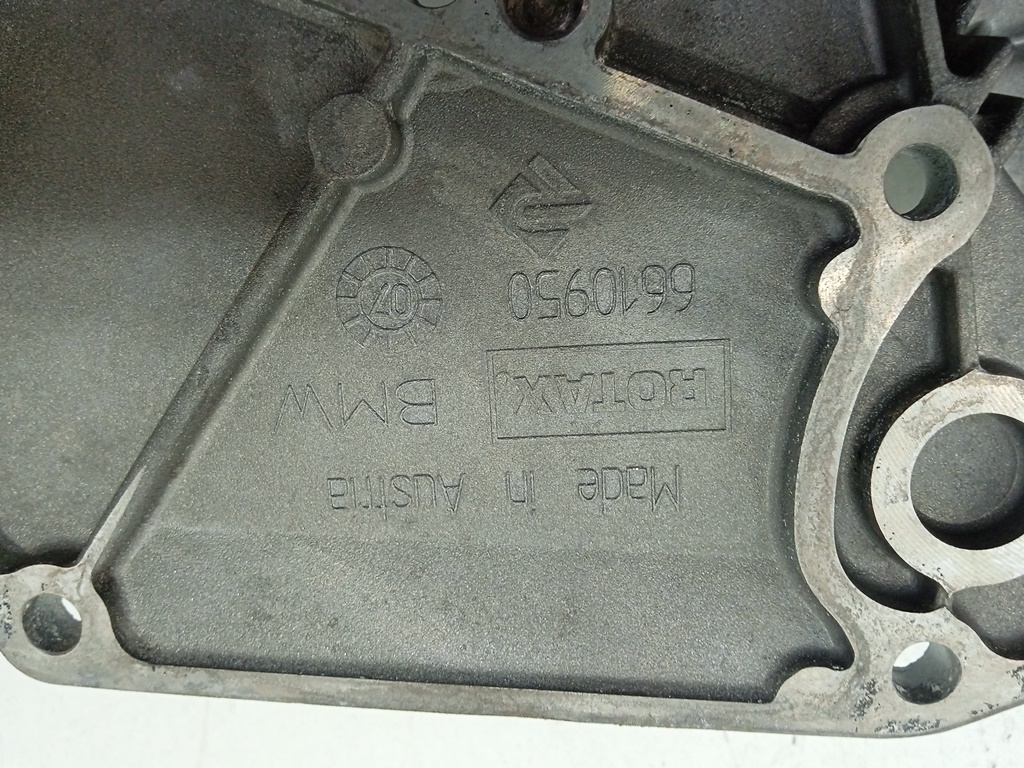 Made in Austria
ROTAX. BMW
6610950
07